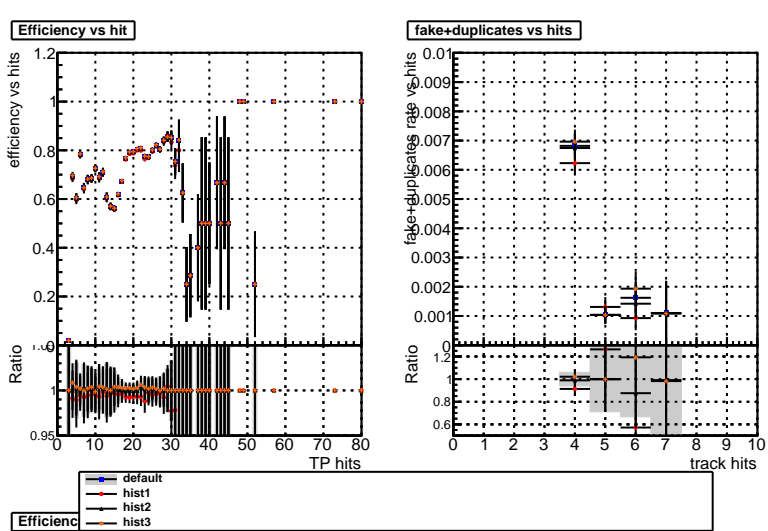 Efficiency vs hit
fake+duplicates vs hits
efficiency vs hits
1.2
1
0.8
0.6
0.4
0.2
0
Ratio
1
0.95
0 10 20 30 40 50 60 70 80
TP hits
fake+duplicates rate vs hits
0.01
0.009
0.008
0.007
0.006
0.005
0.004
0.003
0.002
0.001
0
Ratio
1.2
1
0.8
0.6
0 1 2 3 4 5 6 7 8 9 10
track hits
default
hist1
hist2
hist3
Efficienc